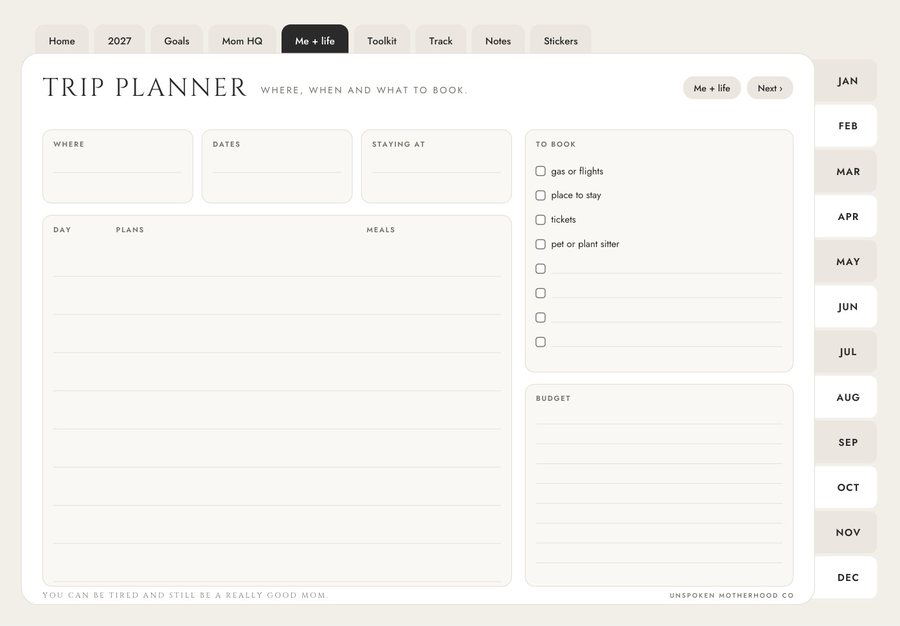 Home 2027 Goals Mom HQ Me + life Toolkit Track Notes Stickers
TRIP PLANNER WHERE, WHEN AND WHAT TO BOOK.
Me + life Next ›
WHERE
DATES
STAYING AT
DAY PLANS MEALS
TO BOOK
gas or flights
place to stay
tickets
pet or plant sitter
BUDGET
JAN
FEB
MAR
APR
MAY
JUN
JUL
AUG
SEP
OCT
NOV
DEC
YOU CAN BE TIRED AND STILL BE A REALLY GOOD MOM.
UNSPOKEN MOTHERHOOD CO